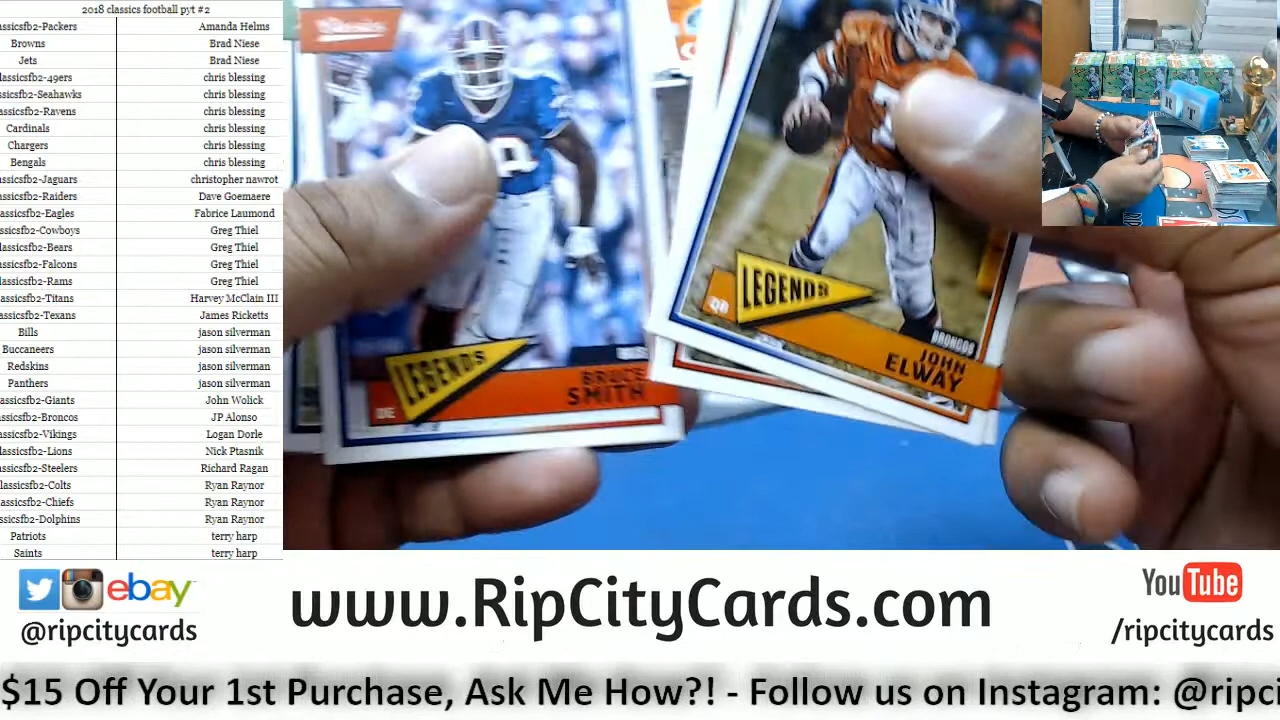 2018 classics football pyt #2
assicsfb2-Packers Amanda Helms
Browns Brad Niese
Jets Brad Niese
lassicsfb2-49ers chris blessing
assicsfb2-Seahawks chris blessing
assicsfb2-Ravens chris blessing
Cardinals chris blessing
Chargers chris blessing
Bengals chris blessing
assicsfb2-Jaguars christopher nawrot
assicsfb2-Raiders Dave Goemaere
lassicsfb2-Eagles Fabrice Laumond
assicsfb2-Cowboys Greg Thiel
lassicsfb2-Bears Greg Thiel
assicsfb2-Falcons Greg Thiel
lassicsfb2-Rams Greg Thiel
lassicsfb2-Titans Harvey McClain III
assicsfb2-Texans James Ricketts
Bills jason silverman
Buccaneers jason silverman
Redskins jason silverman
Panthers jason silverman
assicsfb2-Giants John Wolick
assicsfb2-Broncos JP Alonso
assicsfb2-Vikings Logan Dorle
lassicsfb2-Lions Nick Ptasnik
assicsfb2-Steelers Richard Ragan
lassicsfb2-Colts Ryan Raynor
assicsfb2-Chiefs Ryan Raynor
ssicsfb2-Dolphins Ryan Raynor
Patriots terry harp
Saints terry harp
Classics
LEGENDS
DE
BRUCE
SMITH
LEGENDS
QB
BRONCOS
JOHN
ELWAY
R T
ebay
@ripcitycards
www.RipCityCards.com
YouTube
/ripcitycards
$15 Off Your 1st Purchase, Ask Me How?! - Follow us on Instagram: @ripci